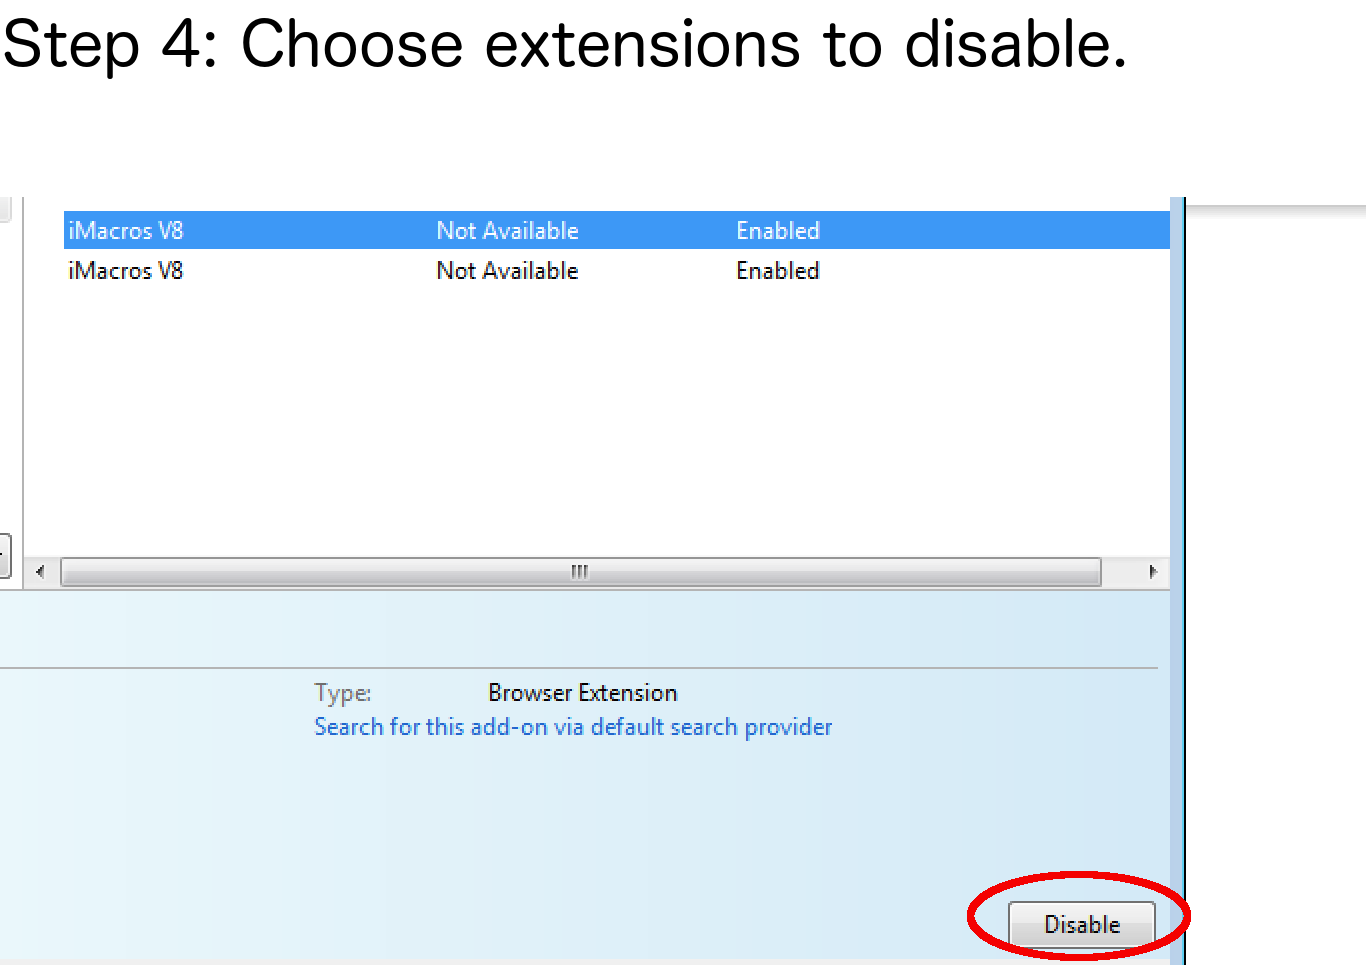 Step 4: Choose extensions to disable.
iMacros V8 Not Available Enabled
iMacros V8 Not Available Enabled
Type: Browser Extension
Search for this add-on via default search provider
Disable